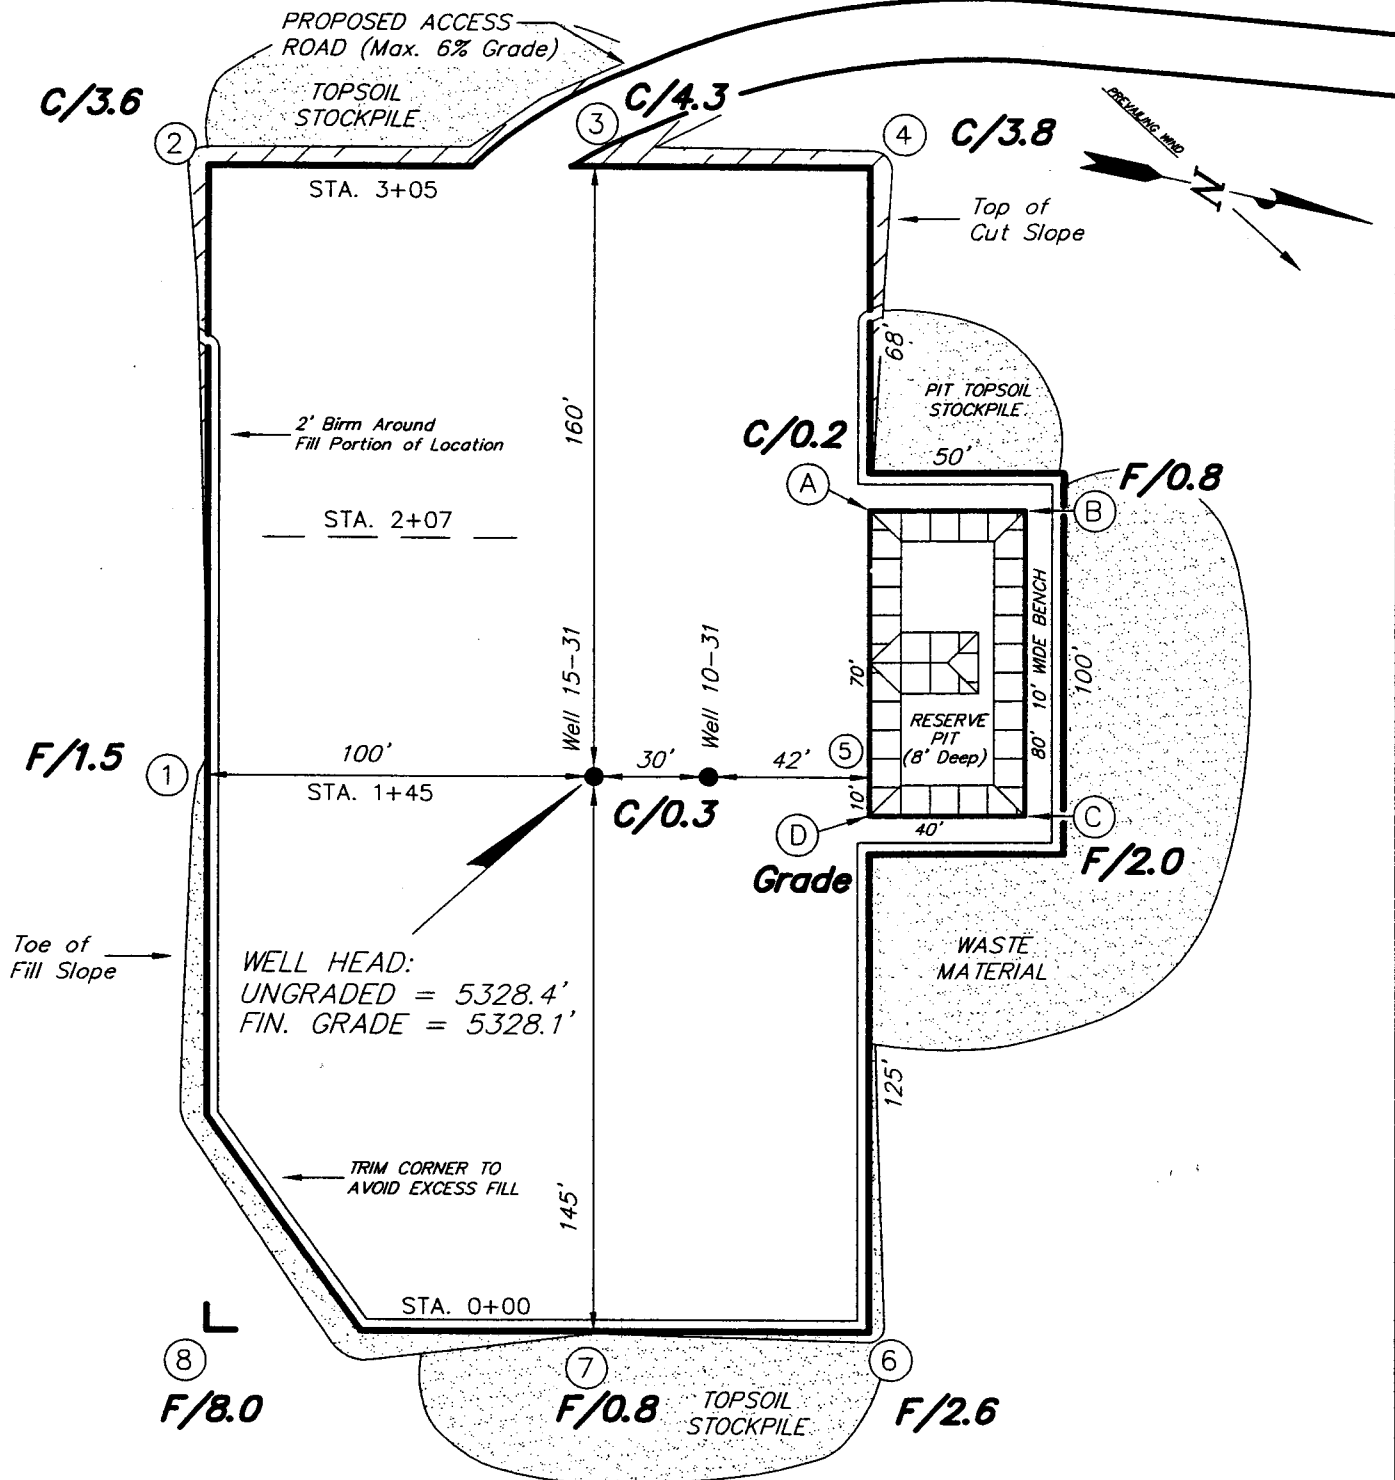 PROPOSED ACCESS
ROAD (Max. 6% Grade)
TOPSOIL
STOCKPILE
C/3.6
2
3
C/4.3
4
C/3.8
PREVAILING WIND
N
STA. 3+05
Top of
Cut Slope
68'
PIT TOPSOIL
STOCKPILE
160'
2' Birm Around
Fill Portion of Location
C/0.2
50'
A
F/0.8
B
STA. 2+07
Well 15-31
Well 10-31
70'
10' WIDE BENCH
100'
RESERVE
PIT
(8' Deep)
80'
F/1.5
1
100'
30'
42'
5
STA. 1+45
C/0.3
10'
D
40'
C
Grade
F/2.0
Toe of
Fill Slope
WELL HEAD:
UNGRADED = 5328.4'
FIN. GRADE = 5328.1'
WASTE
MATERIAL
125'
TRIM CORNER TO
AVOID EXCESS FILL
145'
STA. 0+00
8
F/8.0
7
F/0.8
TOPSOIL
STOCKPILE
6
F/2.6